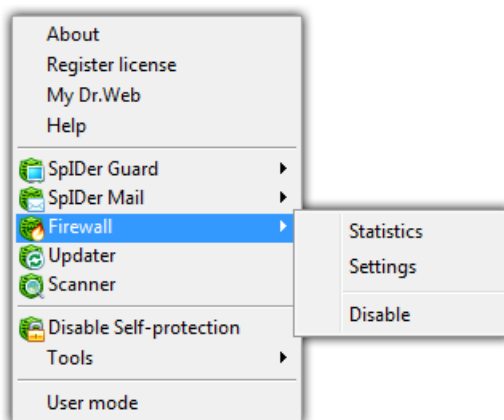 About
Register license
My Dr.Web
Help
SpIDer Guard
SpIDer Mail
Firewall
Updater
Scanner
Disable Self-protection
Tools
User mode
Statistics
Settings
Disable